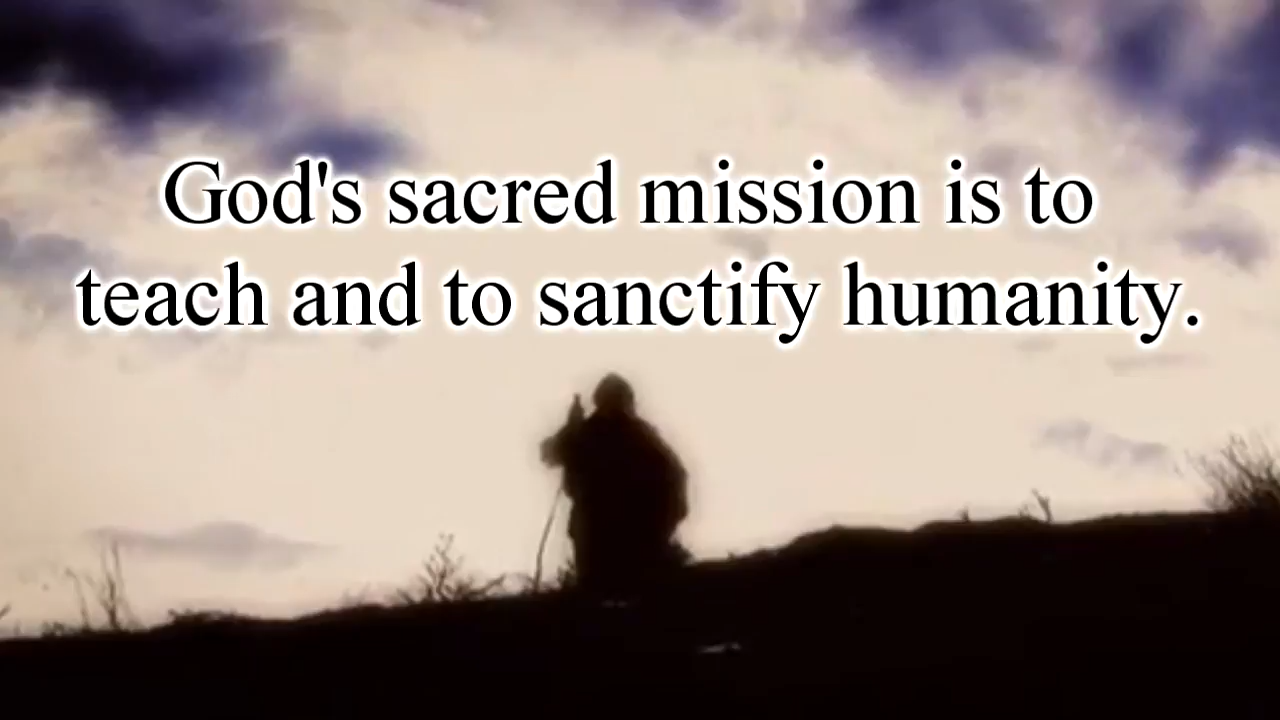 God's sacred mission is to
teach and to sanctify humanity.